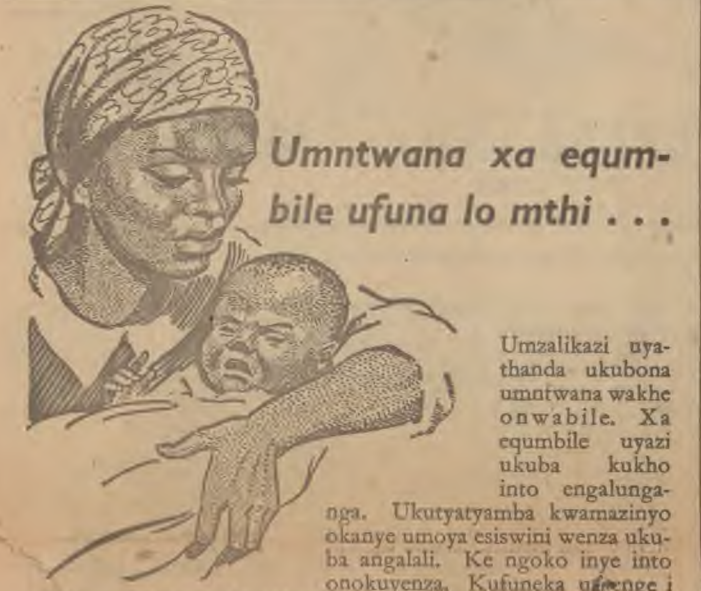 Umntwana xa equm-
bile ufuna lo mthi . . .
Umzalikazi uya-
thanda ukubona
umntwana wakhe
onwabile. Xa
equmbile uyazi
ukuba kukho
into engalunga-
nga. Ukutyatyamba kwamazinyo
okanye umoya esiswini wenza uku-
ba angalali. Ke ngoko inye into
onokuyenza. Kufuneka i